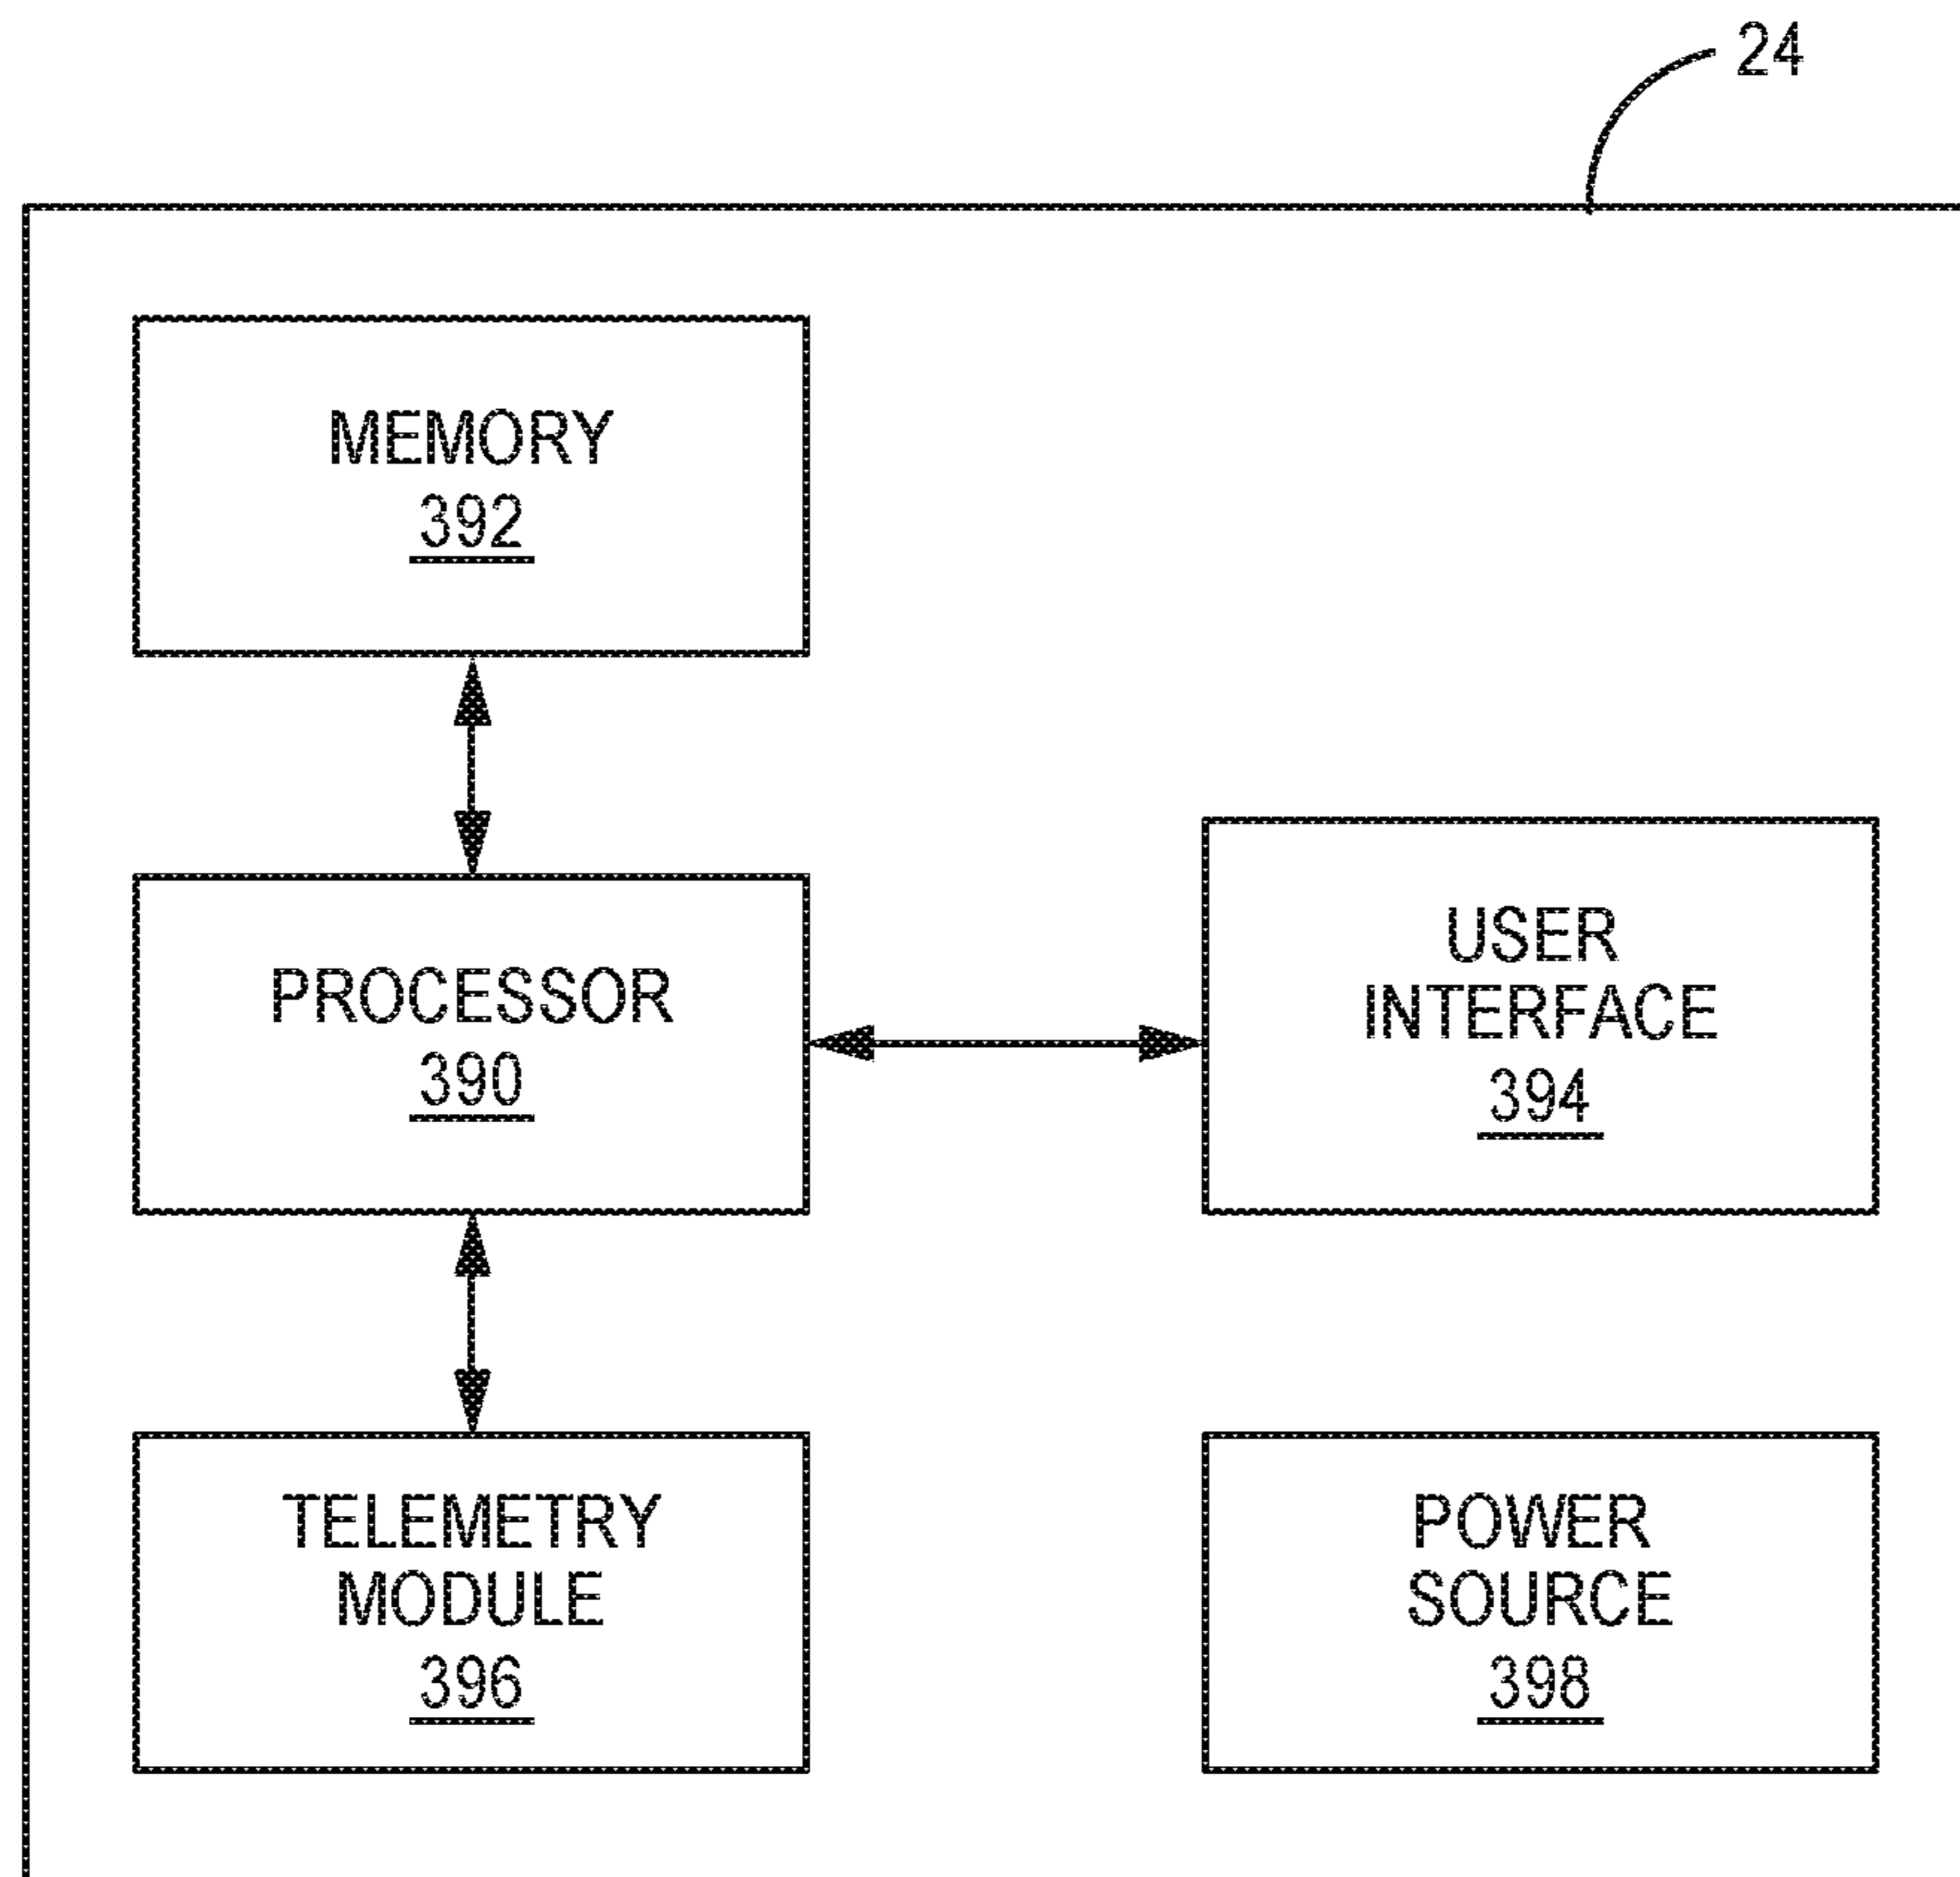 24
MEMORY
392
PROCESSOR
390
USER
INTERFACE
394
TELEMETRY
MODULE
396
POWER
SOURCE
398